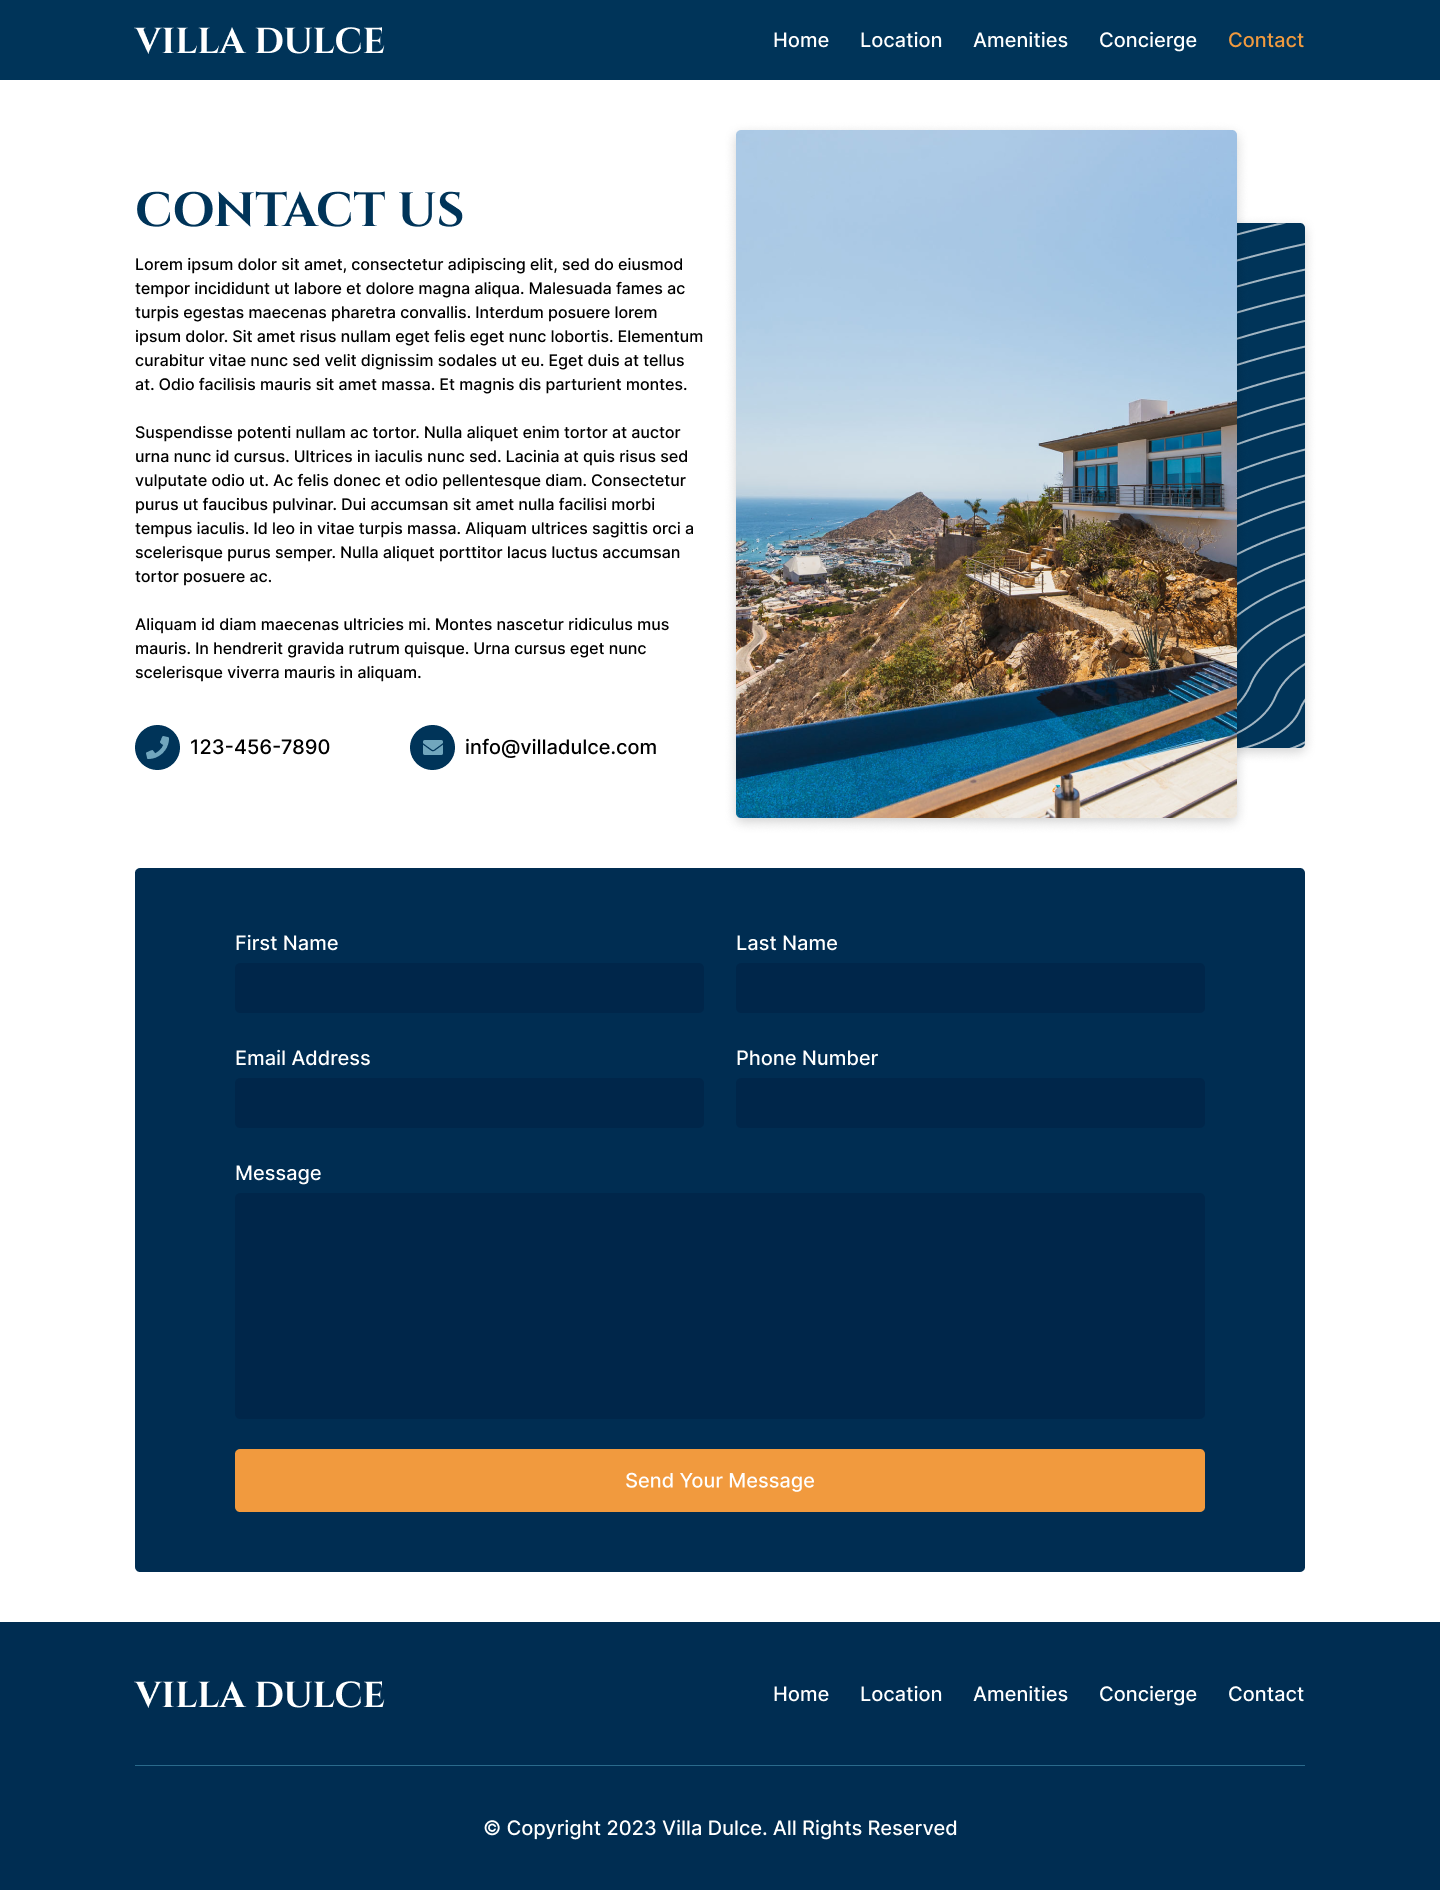 VILLA DULCE
Home Location Amenities Concierge Contact
CONTACT US
Lorem ipsum dolor sit amet, consectetur adipiscing elit, sed do eiusmod
tempor incididunt ut labore et dolore magna aliqua. Malesuada fames ac
turpis egestas maecenas pharetra convallis. Interdum posuere lorem
ipsum dolor. Sit amet risus nullam eget felis eget nunc lobortis. Elementum
curabitur vitae nunc sed velit dignissim sodales ut eu. Eget duis at tellus
at. Odio facilisis mauris sit amet massa. Et magnis dis parturient montes.
Suspendisse potenti nullam ac tortor. Nulla aliquet enim tortor at auctor
urna nunc id cursus. Ultrices in iaculis nunc sed. Lacinia at quis risus sed
vulputate odio ut. Ac felis donec et odio pellentesque diam. Consectetur
purus ut faucibus pulvinar. Dui accumsan sit amet nulla facilisi morbi
tempus iaculis. Id leo in vitae turpis massa. Aliquam ultrices sagittis orci a
scelerisque purus semper. Nulla aliquet porttitor lacus luctus accumsan
tortor posuere ac.
Aliquam id diam maecenas ultricies mi. Montes nascetur ridiculus mus
mauris. In hendrerit gravida rutrum quisque. Urna cursus eget nunc
scelerisque viverra mauris in aliquam.
123-456-7890
info@villadulce.com
First Name
Last Name
Email Address
Phone Number
Message
Send Your Message
VILLA DULCE
Home Location Amenities Concierge Contact
© Copyright 2023 Villa Dulce. All Rights Reserved